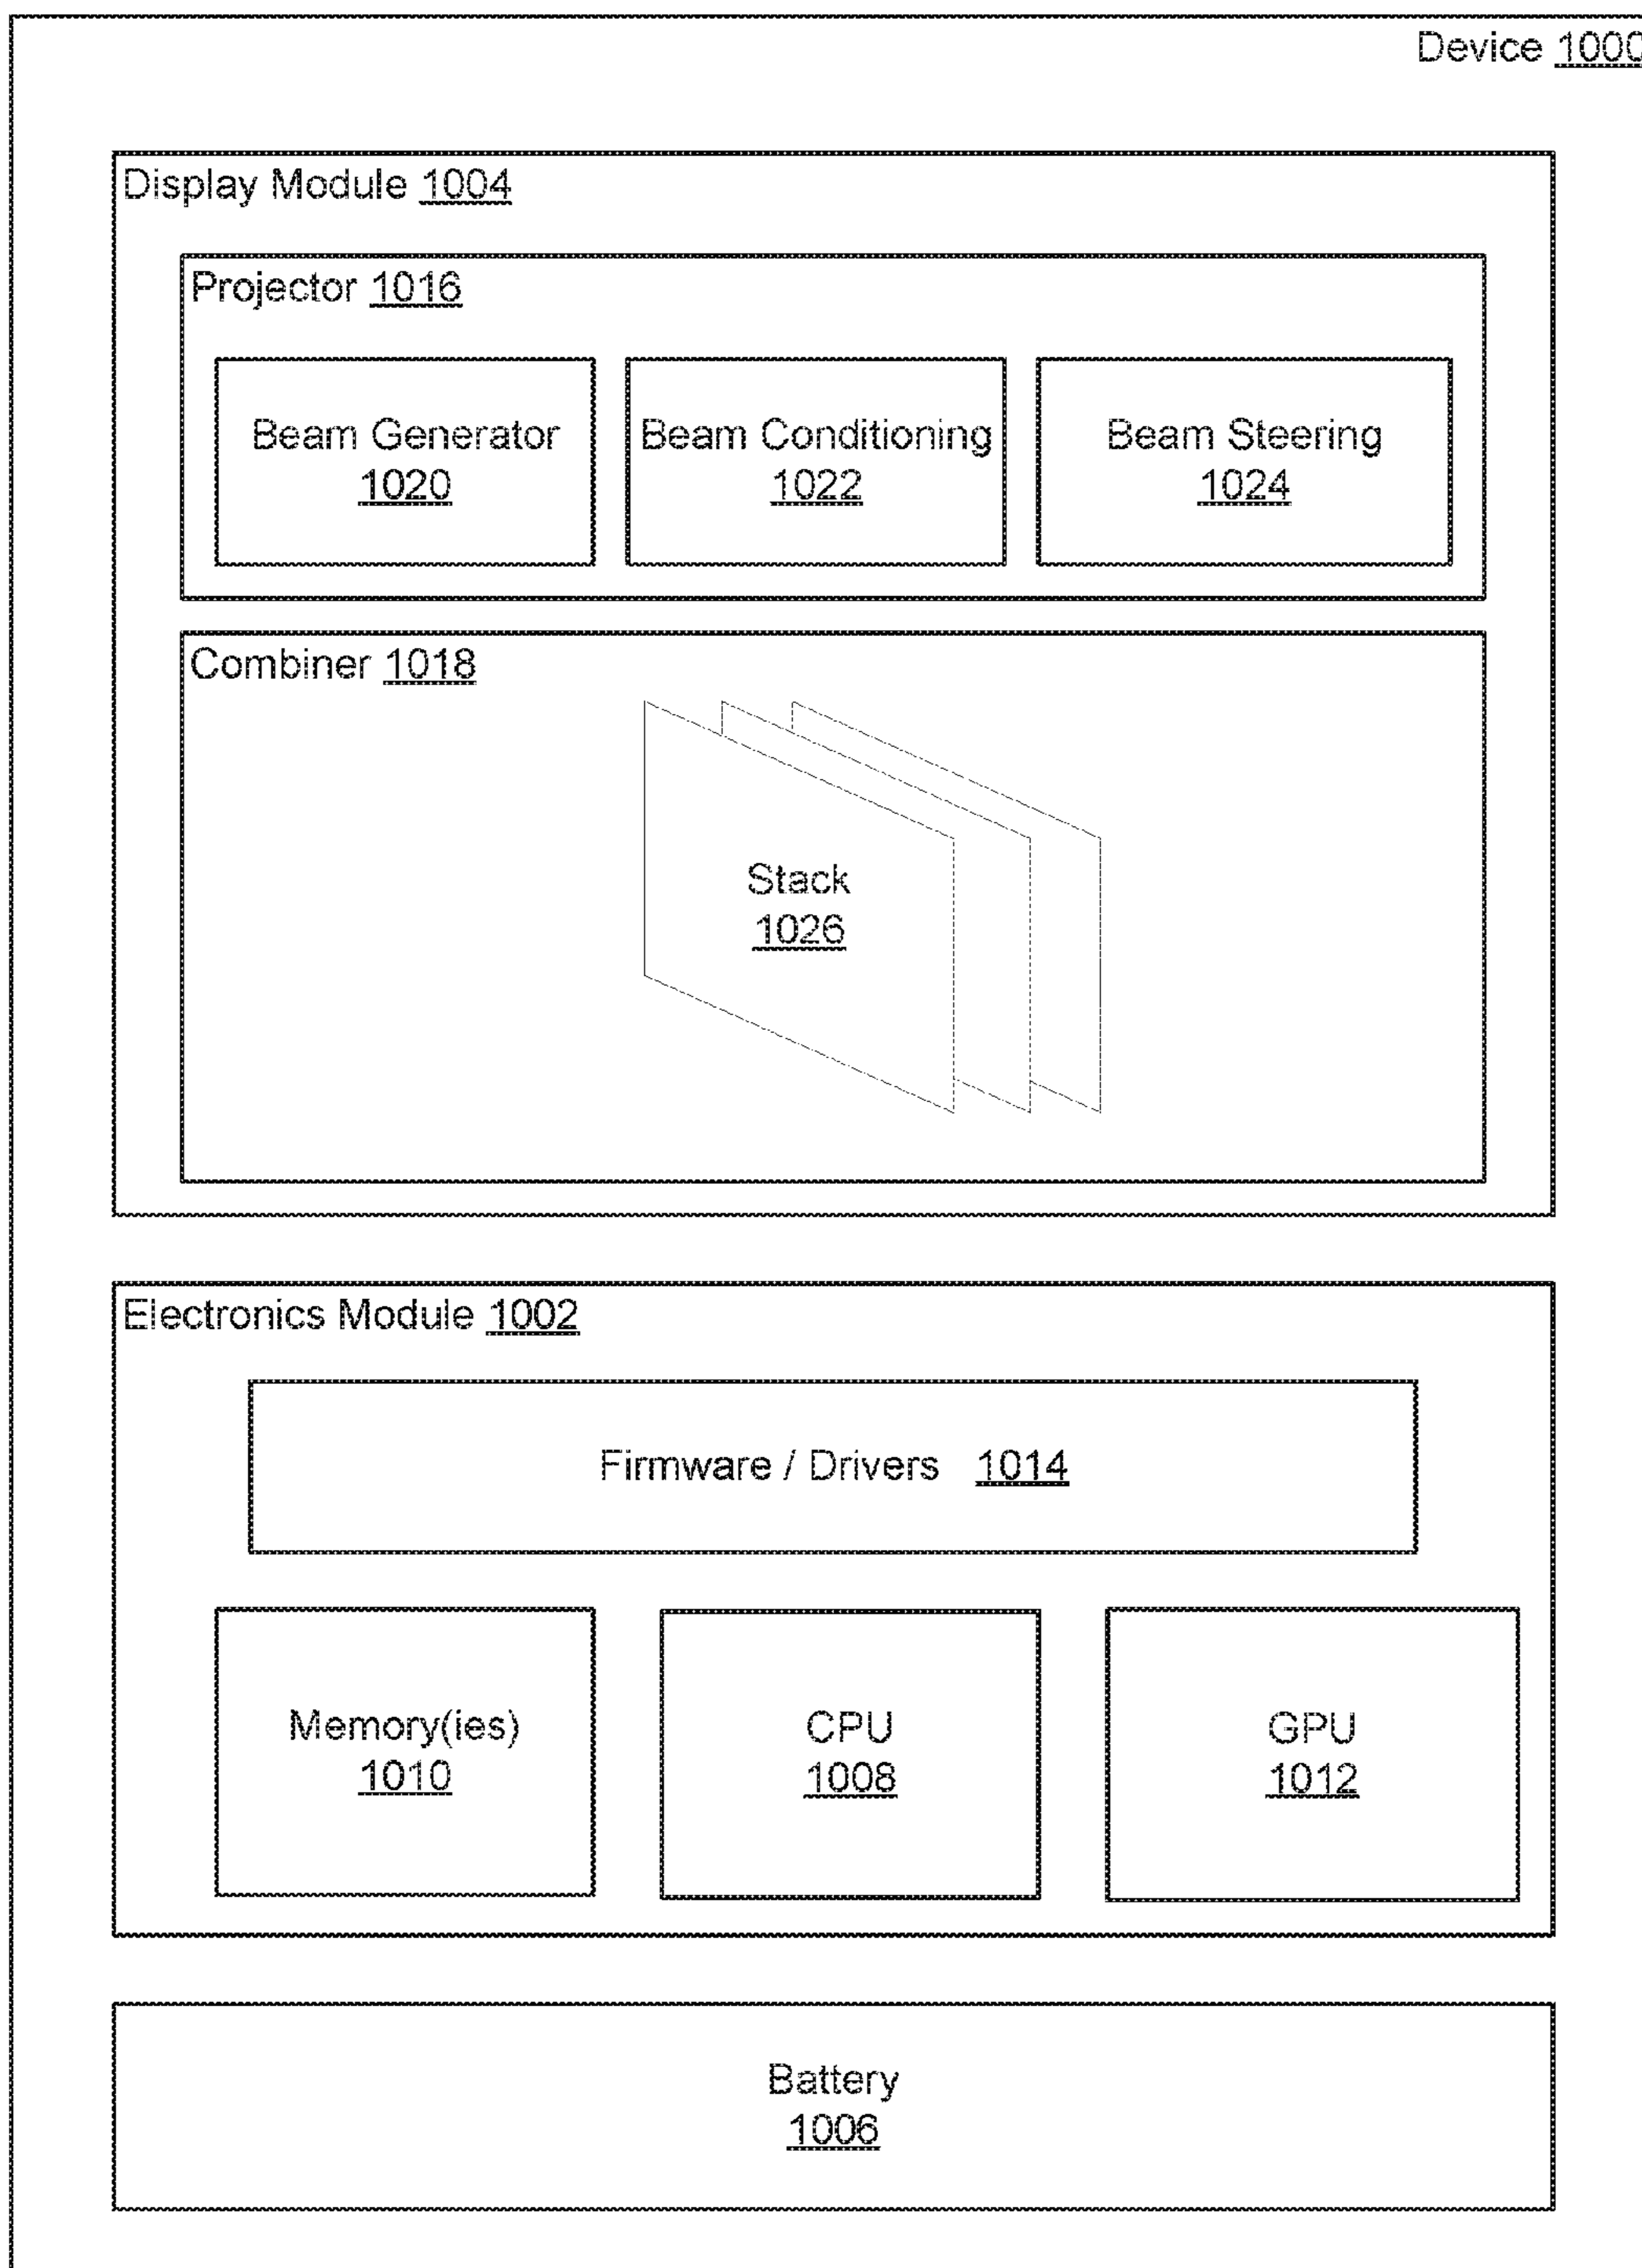 Device 1000
Display Module 1004
Projector 1016
Beam Generator
1020
Beam Conditioning
1022
Beam Steering
1024
Combiner 1018
Stack
1026
Electronics Module 1002
Firmware / Drivers 1014
Memory(ies)
1010
CPU
1008
GPU
1012
Battery
1006